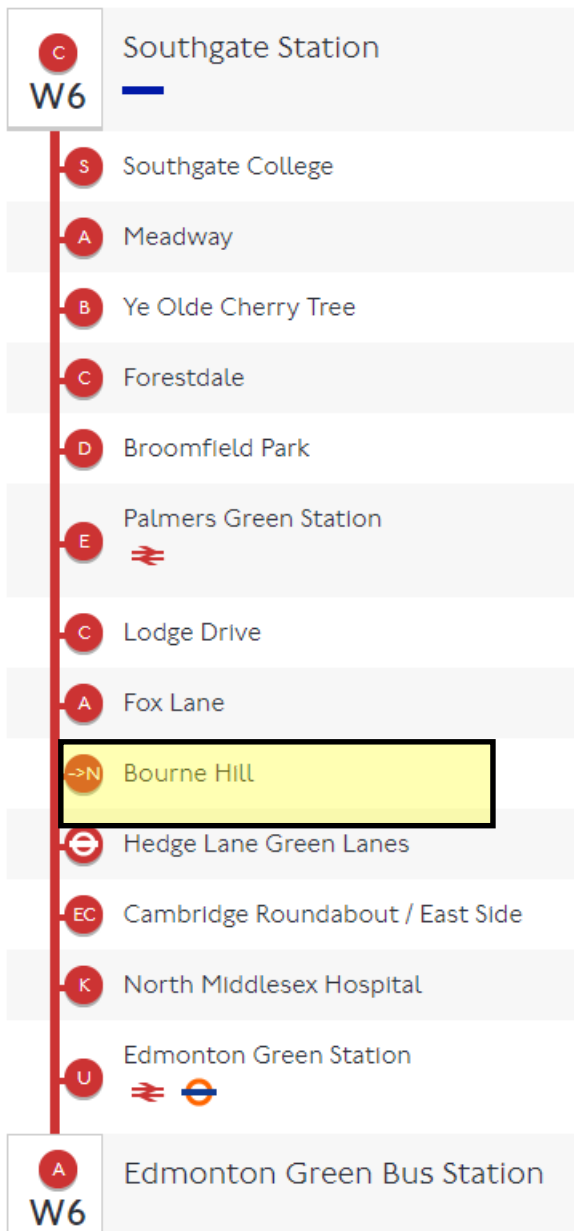 C
W6
Southgate Station
S Southgate College
A Meadway
B Ye Olde Cherry Tree
C Forestdale
D Broomfield Park
E Palmers Green Station
C Lodge Drive
A Fox Lane
->N Bourne Hill
Hedge Lane Green Lanes
EC Cambridge Roundabout / East Side
K North Middlesex Hospital
U Edmonton Green Station
A
W6
Edmonton Green Bus Station